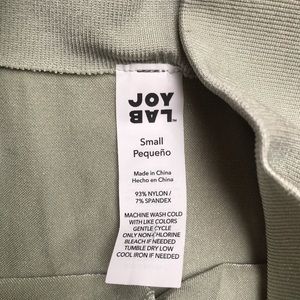 JOY
LAB
™
Small
Pequeño
Made in China
Hecho en China
93% NYLON /
7% SPANDEX
MACHINE WASH COLD
WITH LIKE COLORS
GENTLE CYCLE
ONLY NON-CHLORINE
BLEACH IF NEEDED
TUMBLE DRY LOW
COOL IRON IF NEEDED